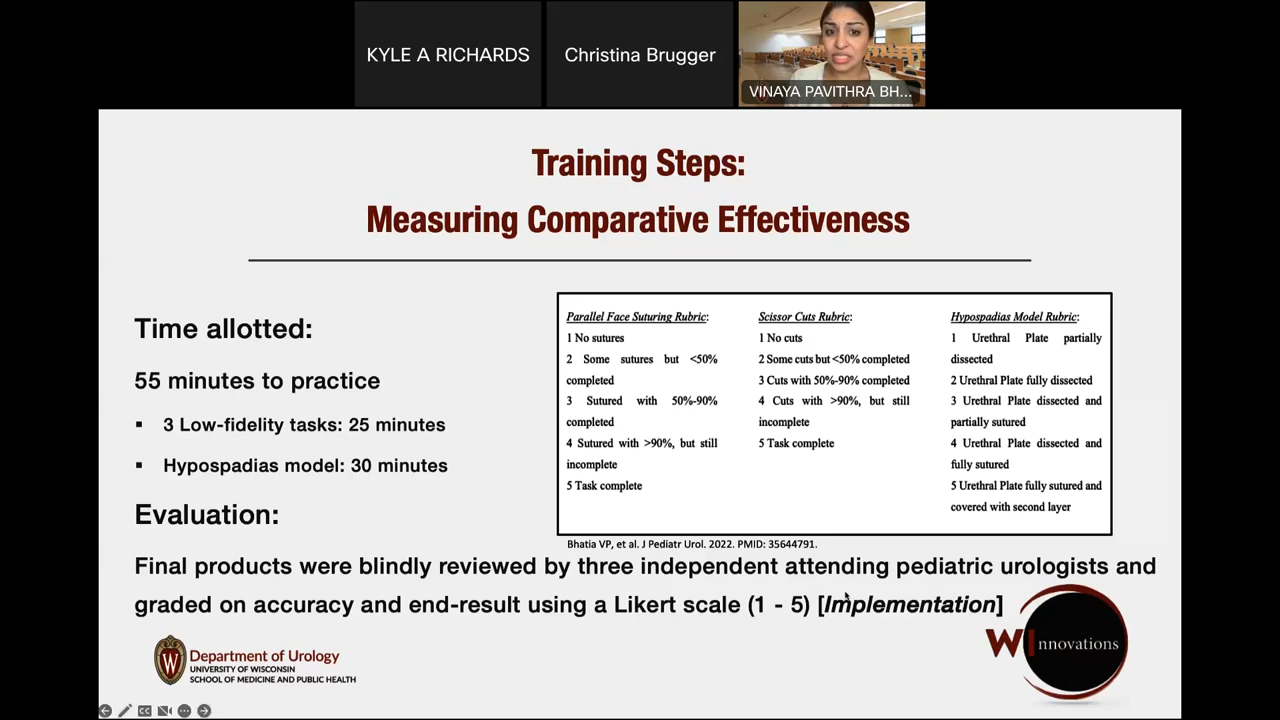 KYLE A RICHARDS
Christina Brugger
VINAYA PAVITHRA BH...
Training Steps:
Measuring Comparative Effectiveness
Time allotted:
55 minutes to practice
▪ 3 Low-fidelity tasks: 25 minutes
▪ Hypospadias model: 30 minutes
Evaluation:
Final products were blindly reviewed by three independent attending pediatric urologists and
graded on accuracy and end-result using a Likert scale (1 - 5) [Implementation]
Parallel Face Suturing Rubric:
1 No sutures
2 Some sutures but <50%
completed
3 Sutured with 50%-90%
completed
4 Sutured with >90%, but still
incomplete
5 Task complete
Scissor Cuts Rubric:
1 No cuts
2 Some cuts but <50% completed
3 Cuts with 50%-90% completed
4 Cuts with >90%, but still
incomplete
5 Task complete
Hypospadias Model Rubric:
1 Urethral Plate partially
dissected
2 Urethral Plate fully dissected
3 Urethral Plate dissected and
partially sutured
4 Urethral Plate dissected and
fully sutured
5 Urethral Plate fully sutured and
covered with second layer
Bhatia VP, et al. J Pediatr Urol. 2022. PMID: 35644791.
W
Department of Urology
UNIVERSITY OF WISCONSIN
SCHOOL OF MEDICINE AND PUBLIC HEALTH
WInnovations
CC